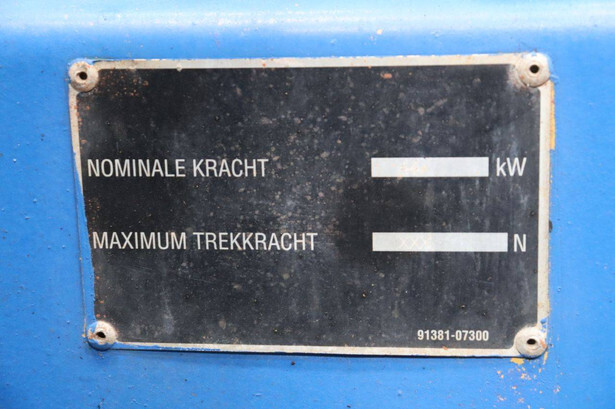 NOMINALE KRACHT kW
MAXIMUM TREKKRACHT N
91381-07300